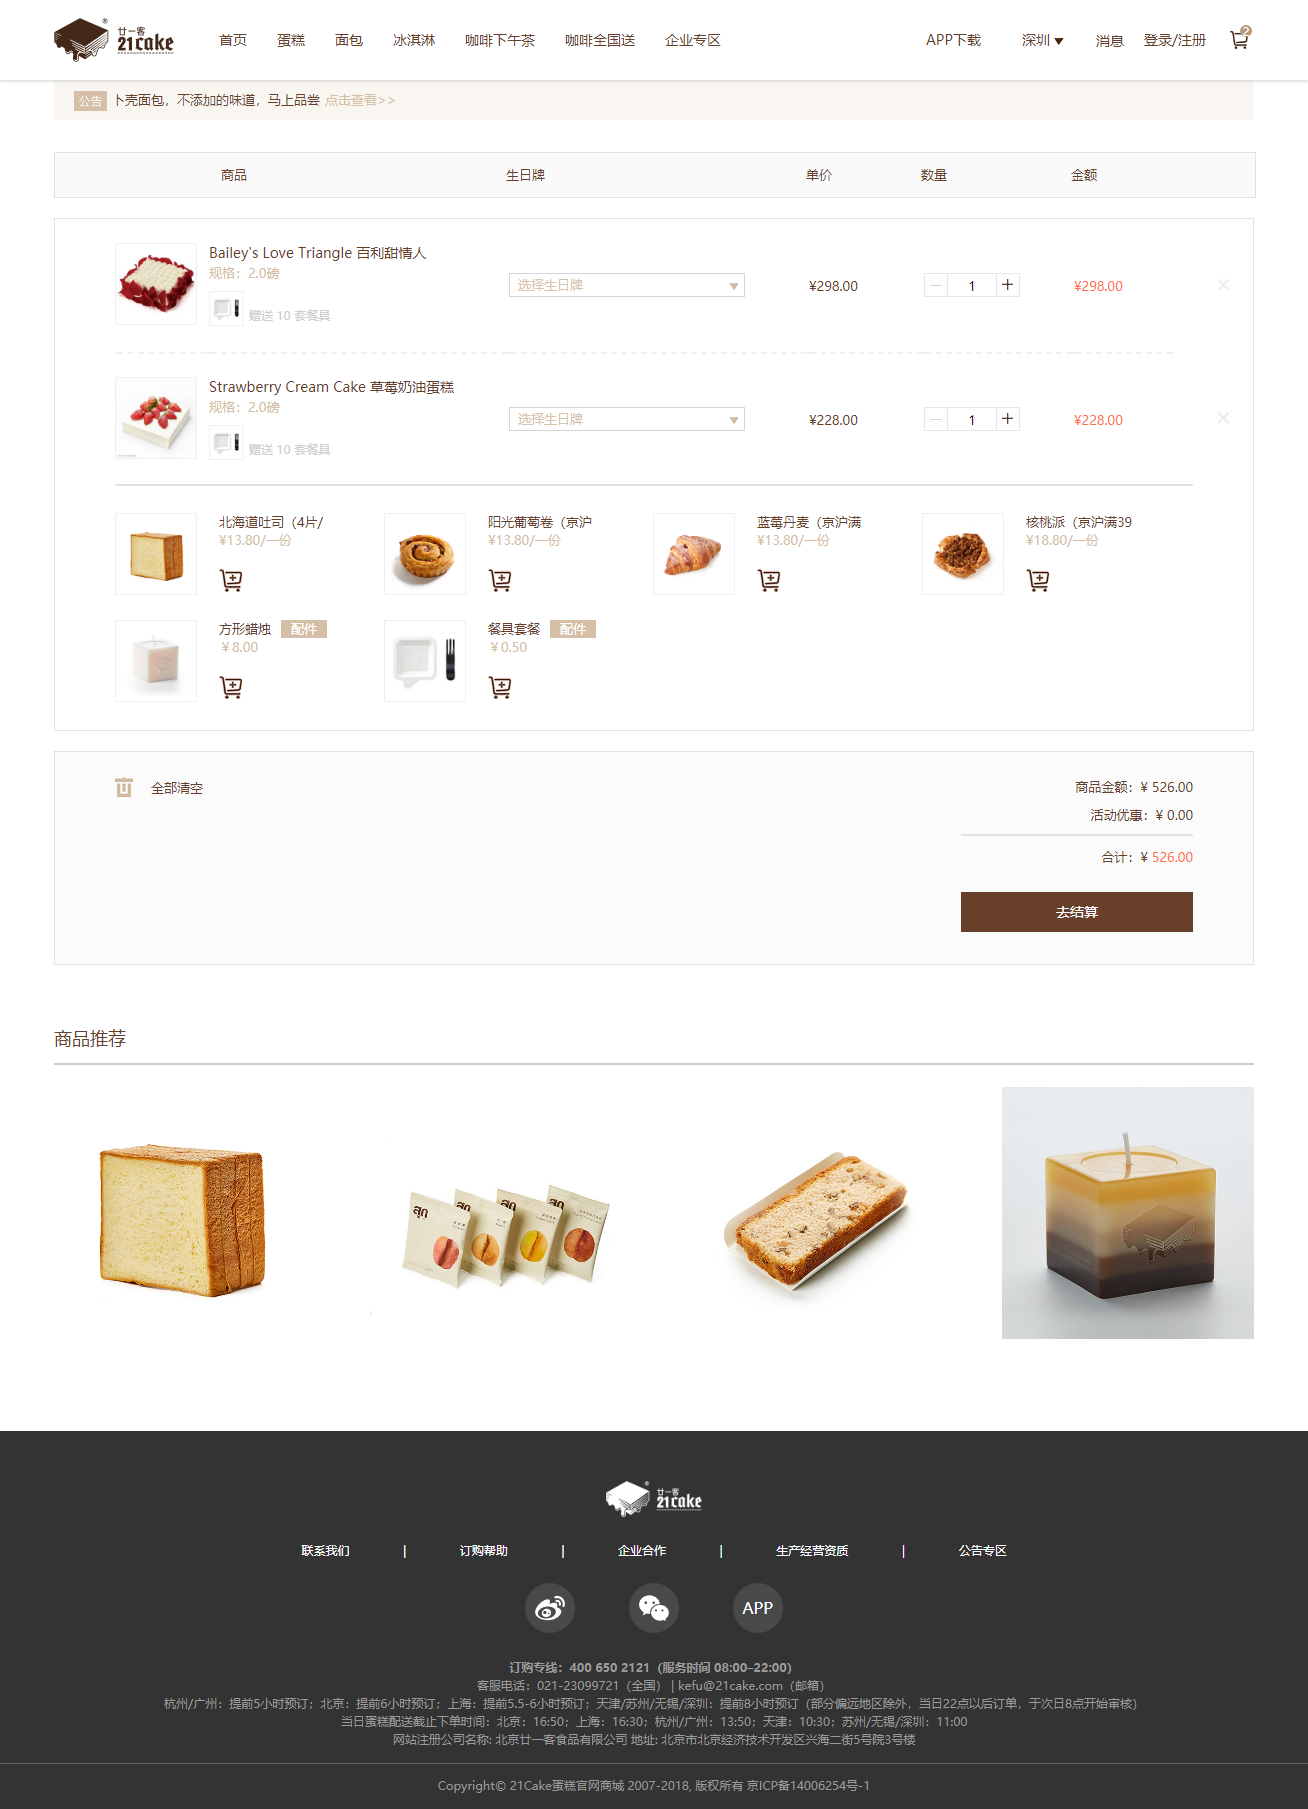 廿一客
21cake
首页 蛋糕 面包 冰淇淋 咖啡下午茶 咖啡全国送 企业专区 APP下载 深圳 消息 登录/注册 2
公告 卜壳面包，不添加的味道，马上品尝 点击查看>>
商品 生日牌 单价 数量 金额
Bailey's Love Triangle 百利甜情人
规格：2.0磅
选择生日牌 ¥298.00 1 ¥298.00
赠送 10 套餐具
Strawberry Cream Cake 草莓奶油蛋糕
规格：2.0磅
选择生日牌 ¥228.00 1 ¥228.00
赠送 10 套餐具
北海道吐司（4片/ 阳光葡萄卷（京沪 蓝莓丹麦（京沪满 核桃派（京沪满39
¥13.80/一份 ¥13.80/一份 ¥13.80/一份 ¥18.80/一份
方形蜡烛 配件 餐具套餐 配件
￥8.00 ￥0.50
全部清空
商品金额：¥ 526.00
活动优惠：¥ 0.00
合计：¥ 526.00
去结算
商品推荐
廿一客
21cake
联系我们 | 订购帮助 | 企业合作 | 生产经营资质 | 公告专区
APP
订购专线：400 650 2121（服务时间 08:00–22:00）
客服电话：021-23099721（全国） | kefu@21cake.com（邮箱）
杭州/广州：提前5小时预订；北京：提前6小时预订；上海：提前5.5-6小时预订；天津/苏州/无锡/深圳：提前8小时预订（部分偏远地区除外，当日22点以后订单，于次日8点开始审核）
当日蛋糕配送截止下单时间：北京：16:50；上海：16:30；杭州/广州：13:50；天津：10:30；苏州/无锡/深圳：11:00
网站注册公司名称: 北京廿一客食品有限公司 地址: 北京市北京经济技术开发区兴海二街5号院3号楼
Copyright© 21Cake蛋糕官网商城 2007-2018, 版权所有 京ICP备14006254号-1